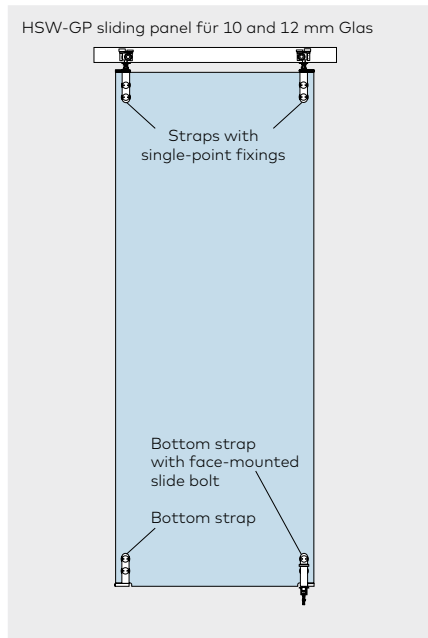 HSW-GP sliding panel für 10 and 12 mm Glas
Straps with
single-point fixings
Bottom strap
with face-mounted
slide bolt
Bottom strap